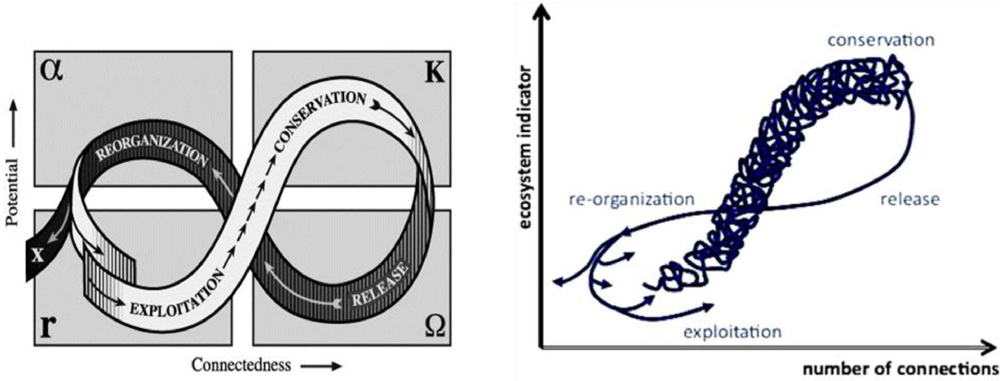 α
K
CONSERVATION
REORGANIZATION
Potential
x
EXPLOITATION
RELEASE
r
Ω
Connectedness
ecosystem indicator
conservation
re-organization
release
exploitation
number of connections